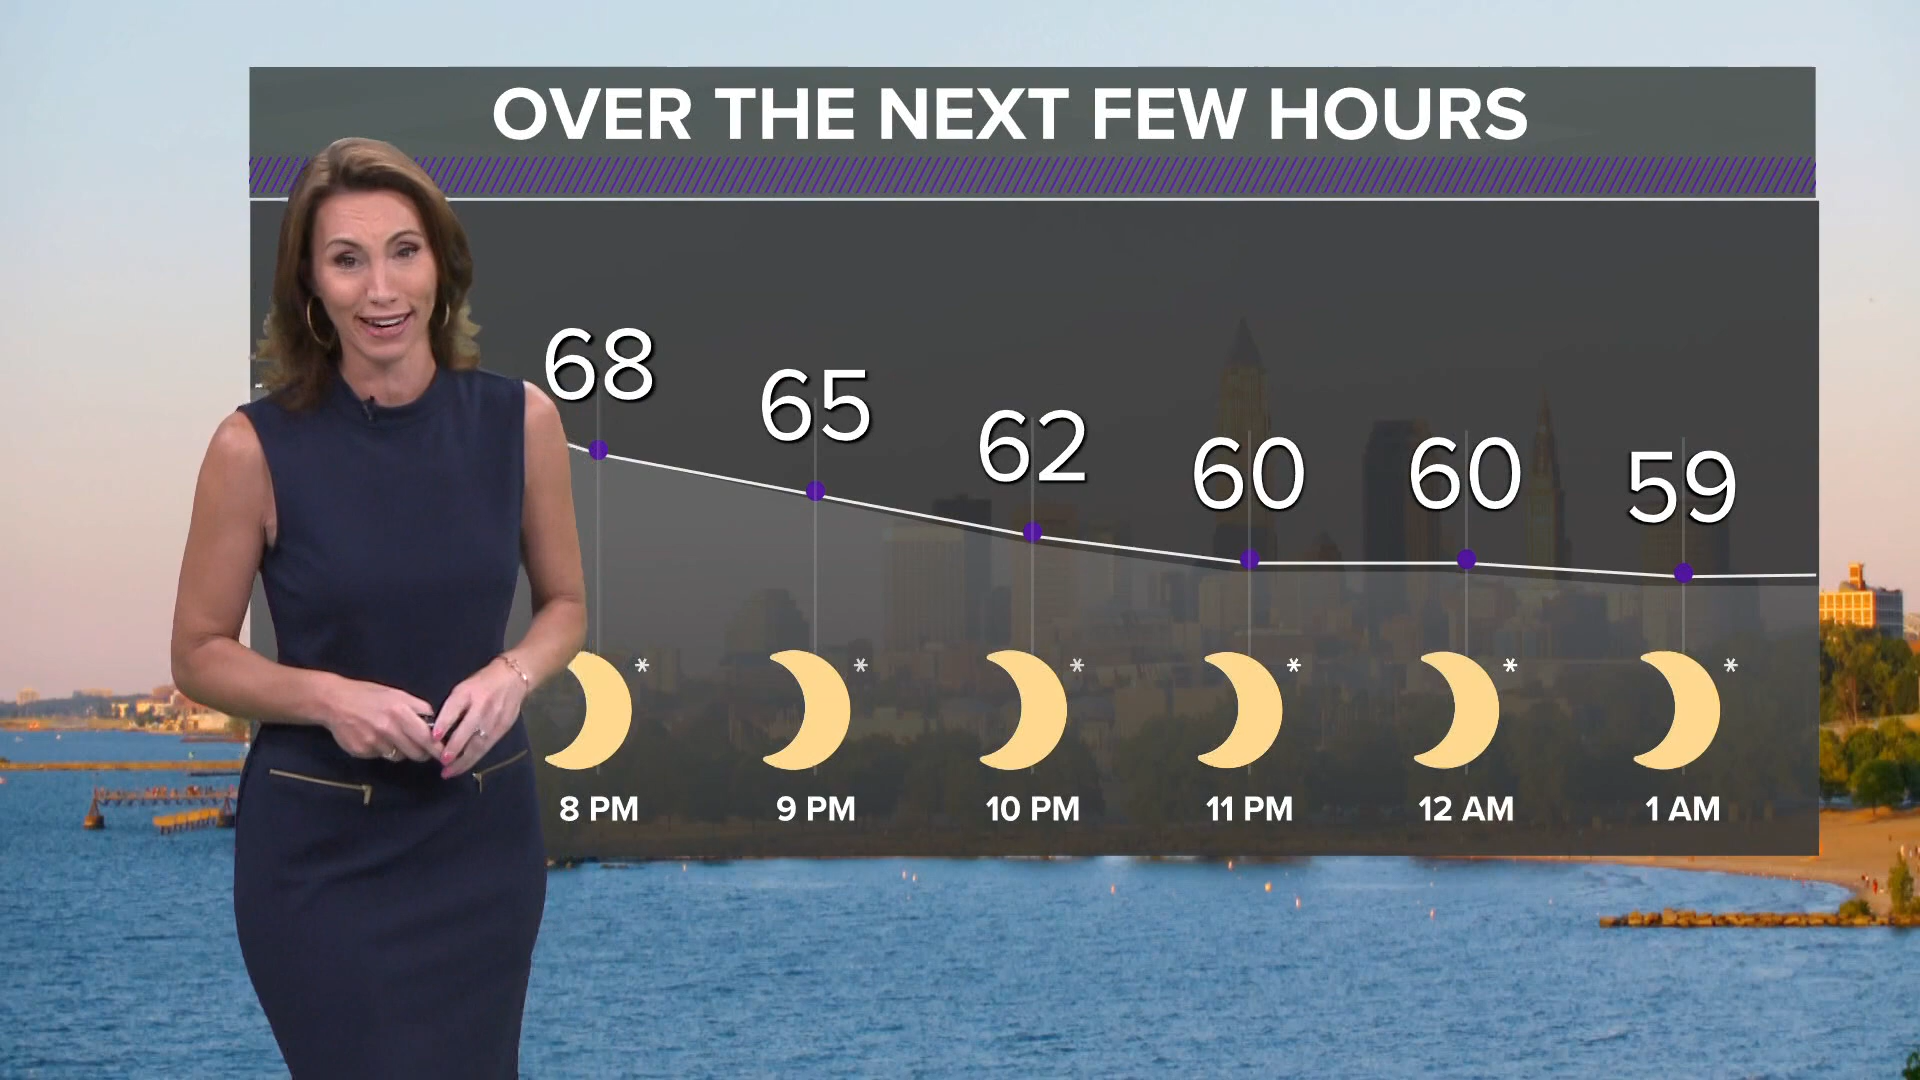 OVER THE NEXT FEW HOURS
68 65 62 60 60 59
* * * * * *
8 PM 9 PM 10 PM 11 PM 12 AM 1 AM